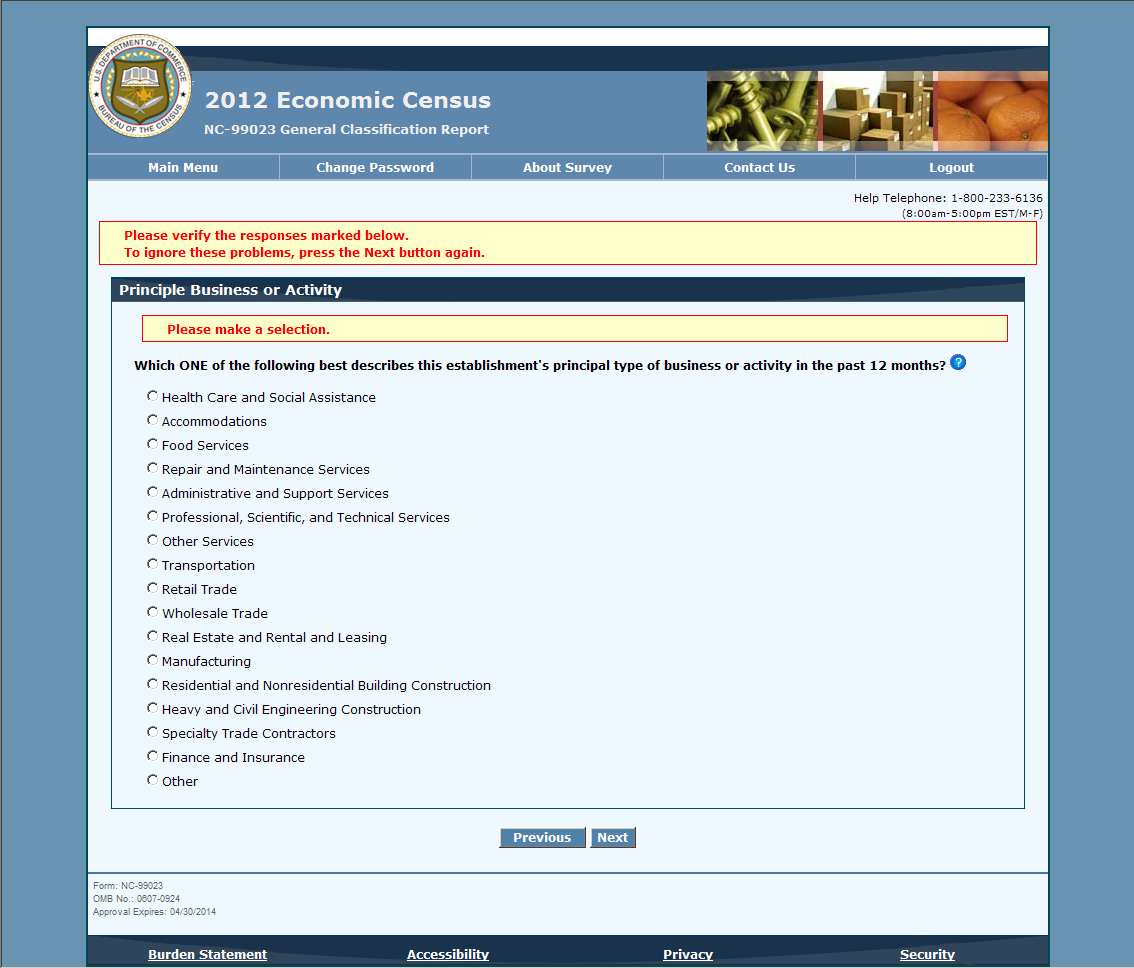 U.S. DEPARTMENT OF COMMERCE
BUREAU OF THE CENSUS
2012 Economic Census
NC-99023 General Classification Report
Main Menu
Change Password
About Survey
Contact Us
Logout
Help Telephone: 1-800-233-6136
(8:00am-5:00pm EST/M-F)
Please verify the responses marked below.
To ignore these problems, press the Next button again.
Principle Business or Activity
Please make a selection.
Which ONE of the following best describes this establishment's principal type of business or activity in the past 12 months? ?
Health Care and Social Assistance
Accommodations
Food Services
Repair and Maintenance Services
Administrative and Support Services
Professional, Scientific, and Technical Services
Other Services
Transportation
Retail Trade
Wholesale Trade
Real Estate and Rental and Leasing
Manufacturing
Residential and Nonresidential Building Construction
Heavy and Civil Engineering Construction
Specialty Trade Contractors
Finance and Insurance
Other
Previous
Next
Form: NC-99023
OMB No.: 0607-0924
Approval Expires: 04/30/2014
Burden Statement
Accessibility
Privacy
Security